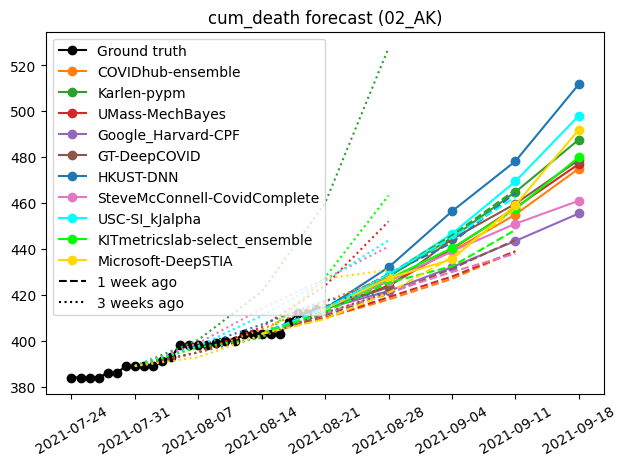 cum_death forecast (02_AK)
520
500
480
460
440
420
400
380
Ground truth
COVIDhub-ensemble
Karlen-pypm
UMass-MechBayes
Google_Harvard-CPF
GT-DeepCOVID
HKUST-DNN
SteveMcConnell-CovidComplete
USC-SI_kJalpha
KITmetricslab-select_ensemble
Microsoft-DeepSTIA
1 week ago
3 weeks ago
2021-07-24
2021-07-31
2021-08-07
2021-08-14
2021-08-21
2021-08-28
2021-09-04
2021-09-11
2021-09-18